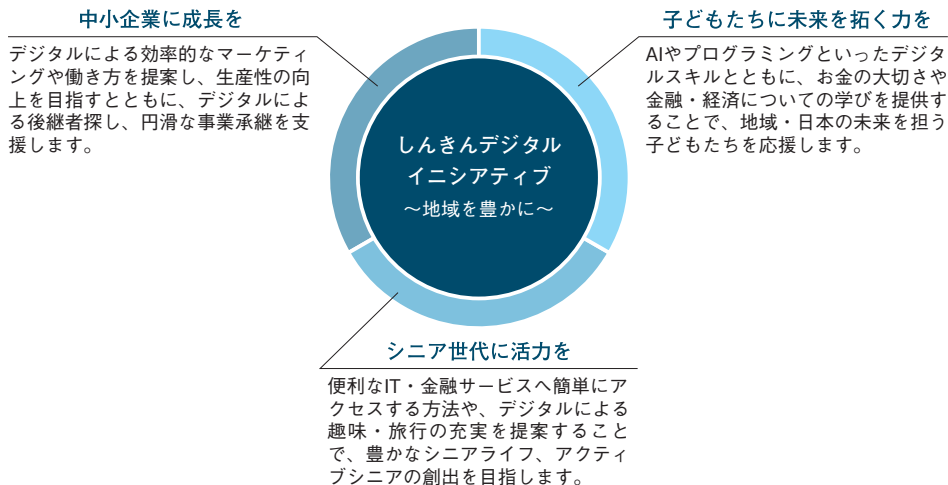 中小企業に成長を
デジタルによる効率的なマーケティ
ングや働き方を提案し、生産性の向
上を目指すとともに、デジタルによ
る後継者探し、円滑な事業承継を支
援します。
子どもたちに未来を拓く力を
AIやプログラミングといったデジタ
ルスキルとともに、お金の大切さや
金融・経済についての学びを提供す
ることで、地域・日本の未来を担う
子どもたちを応援します。
しんきんデジタル
イニシアティブ
～地域を豊かに～
シニア世代に活力を
便利なIT・金融サービスへ簡単にア
クセスする方法や、デジタルによる
趣味・旅行の充実を提案すること
で、豊かなシニアライフ、アクティ
ブシニアの創出を目指します。